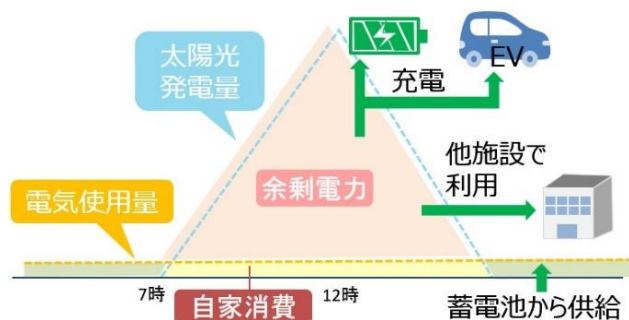 太陽光
発電量
EV
充電
他施設で
利用
余剰電力
電気使用量
7時
自家消費
12時
蓄電池から供給